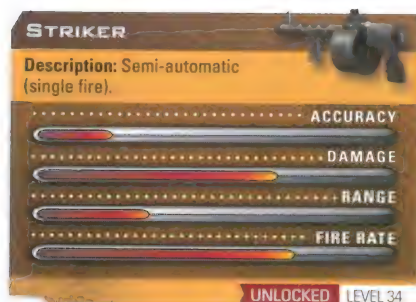 STRIKER
Description: Semi-automatic
(single fire).
ACCURACY
DAMAGE
RANGE
FIRE RATE
UNLOCKED LEVEL 34